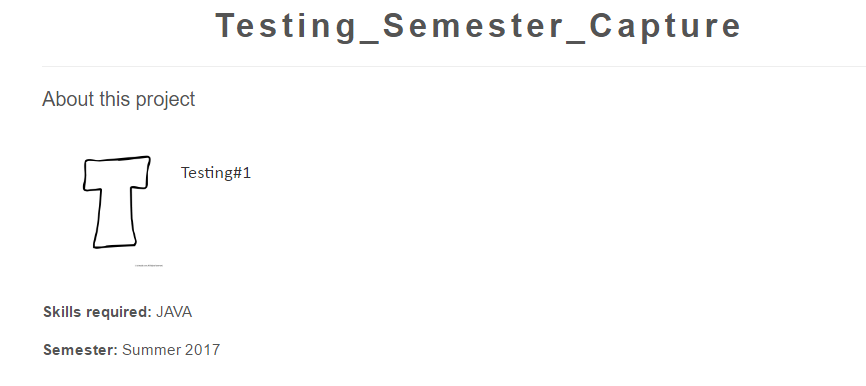 Testing_Semester_Capture
About this project
T
Testing#1
Skills required: JAVA
Semester: Summer 2017